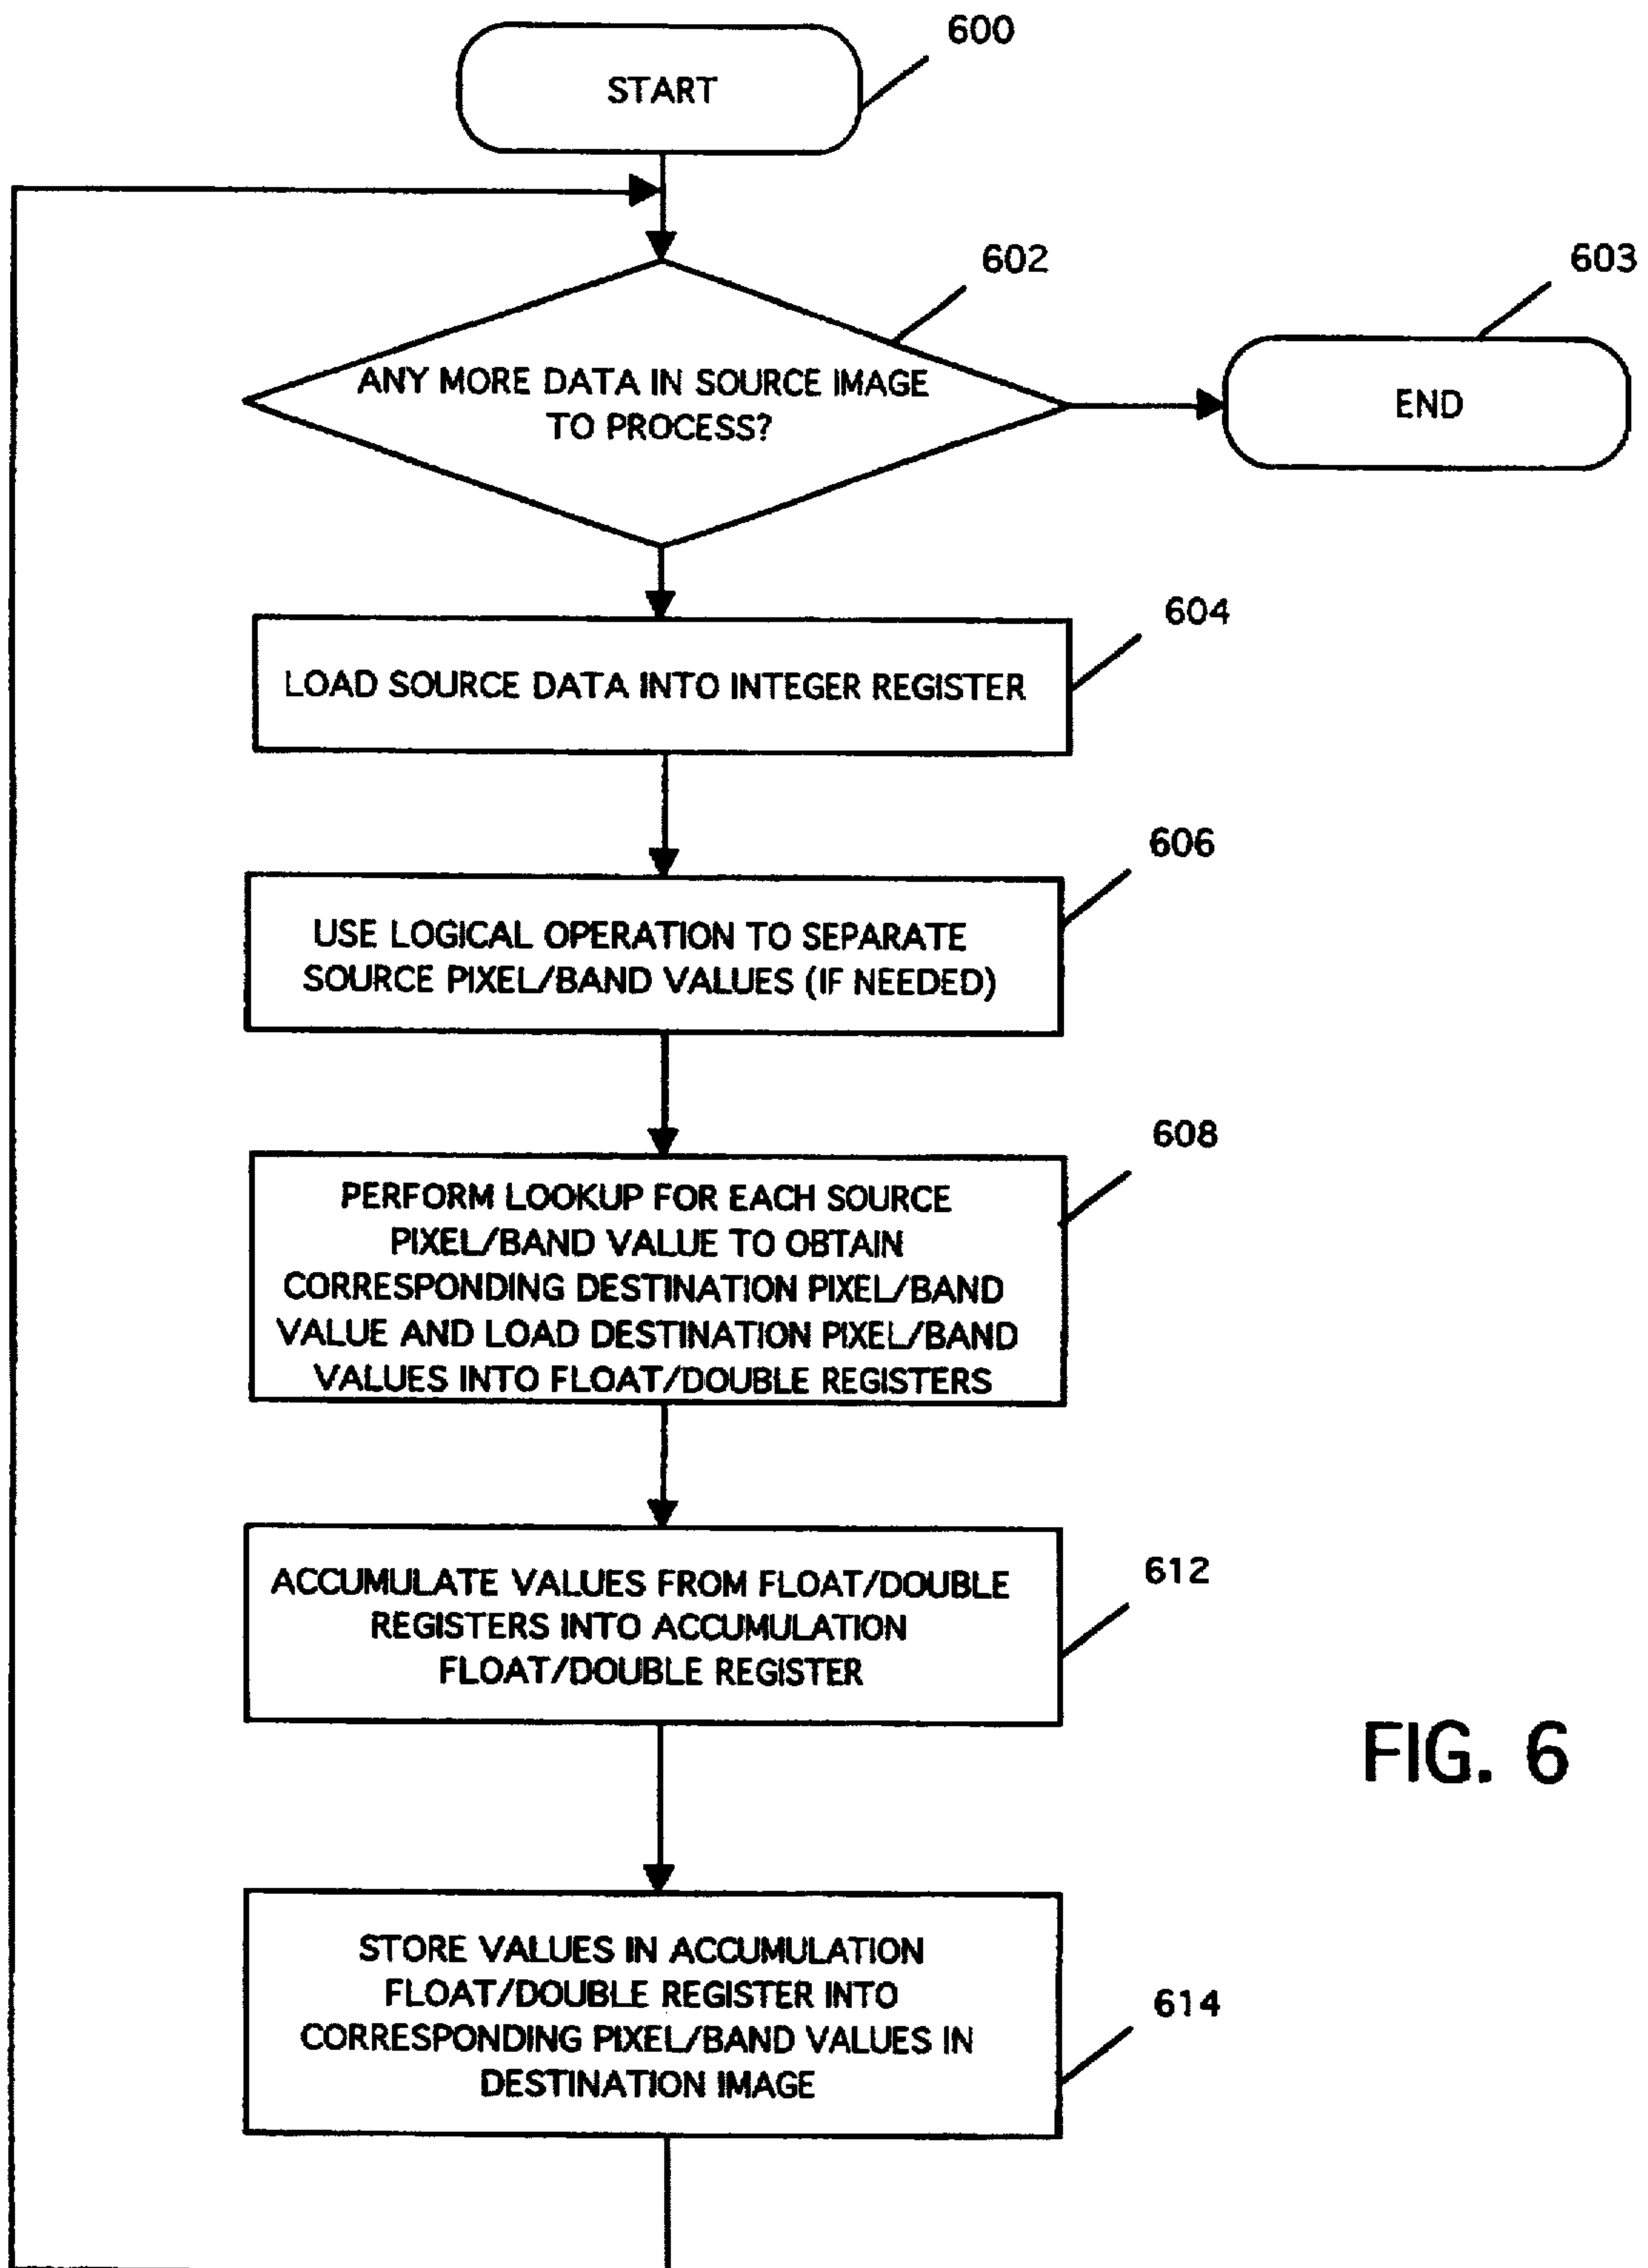 600
START
602
603
ANY MORE DATA IN SOURCE IMAGE
TO PROCESS?
END
604
LOAD SOURCE DATA INTO INTEGER REGISTER
606
USE LOGICAL OPERATION TO SEPARATE
SOURCE PIXEL/BAND VALUES (IF NEEDED)
608
PERFORM LOOKUP FOR EACH SOURCE
PIXEL/BAND VALUE TO OBTAIN
CORRESPONDING DESTINATION PIXEL/BAND
VALUE AND LOAD DESTINATION PIXEL/BAND
VALUES INTO FLOAT/DOUBLE REGISTERS
612
ACCUMULATE VALUES FROM FLOAT/DOUBLE
REGISTERS INTO ACCUMULATION
FLOAT/DOUBLE REGISTER
FIG. 6
614
STORE VALUES IN ACCUMULATION
FLOAT/DOUBLE REGISTER INTO
CORRESPONDING PIXEL/BAND VALUES IN
DESTINATION IMAGE